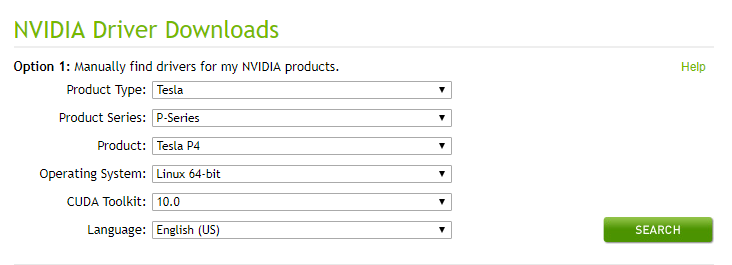 NVIDIA Driver Downloads
Option 1: Manually find drivers for my NVIDIA products. Help
Product Type: Tesla
Product Series: P-Series
Product: Tesla P4
Operating System: Linux 64-bit
CUDA Toolkit: 10.0
Language: English (US) SEARCH